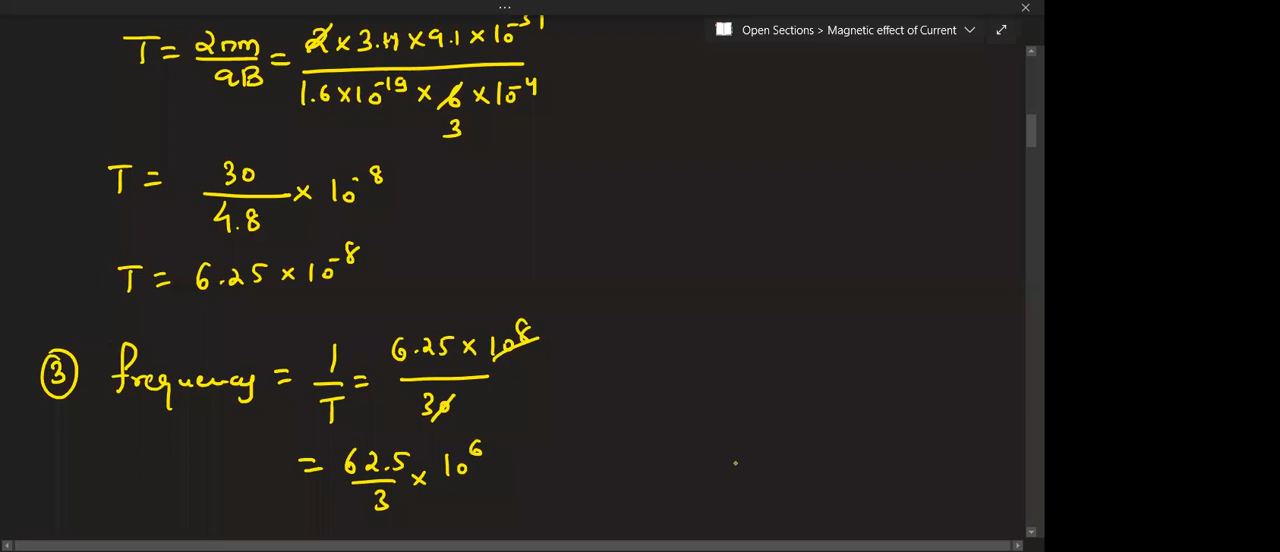 Open Sections > Magnetic effect of Current
T = 2πm / qB = 2 × 3.14 × 9.1 × 10⁻³¹ / 1.6 × 10⁻¹⁹ × 6 × 10⁻⁴
3
T = 30 / 4.8 × 10⁻⁸
T = 6.25 × 10⁻⁸
③ frequency = 1 / T = 6.25 × 10⁸ / 30
= 62.5 / 3 × 10⁶